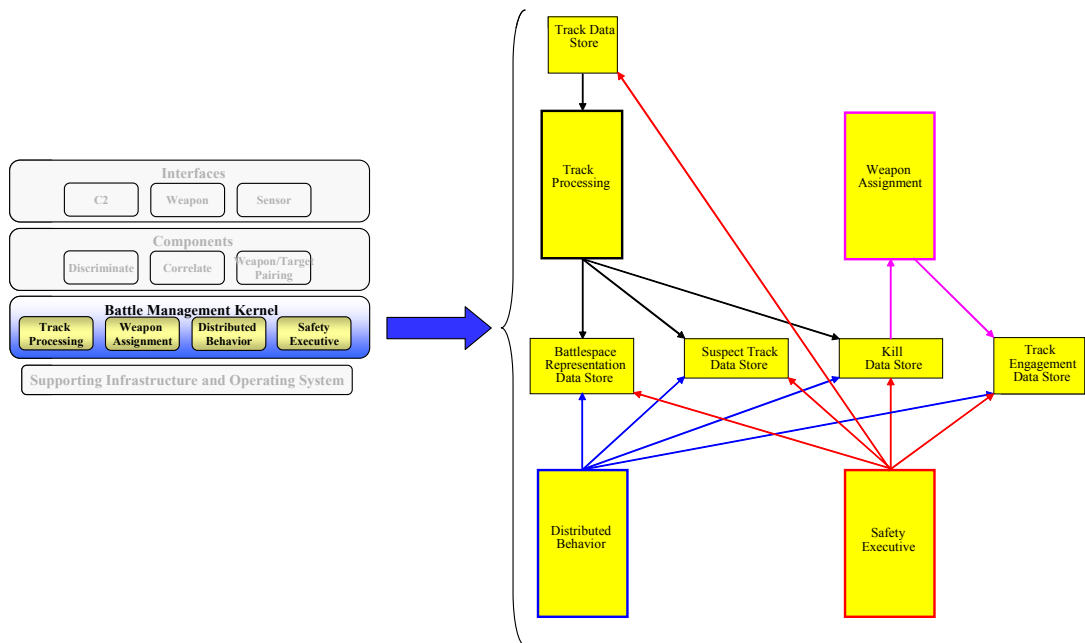 Interfaces
C2
Weapon
Sensor
Components
Discriminate
Correlate
Weapon/Target
Pairing
Battle Management Kernel
Track
Processing
Weapon
Assignment
Distributed
Behavior
Safety
Executive
Supporting Infrastructure and Operating System
Track Data
Store
Track
Processing
Weapon
Assignment
Battlespace
Representation
Data Store
Suspect Track
Data Store
Kill
Data Store
Track
Engagement
Data Store
Distributed
Behavior
Safety
Executive